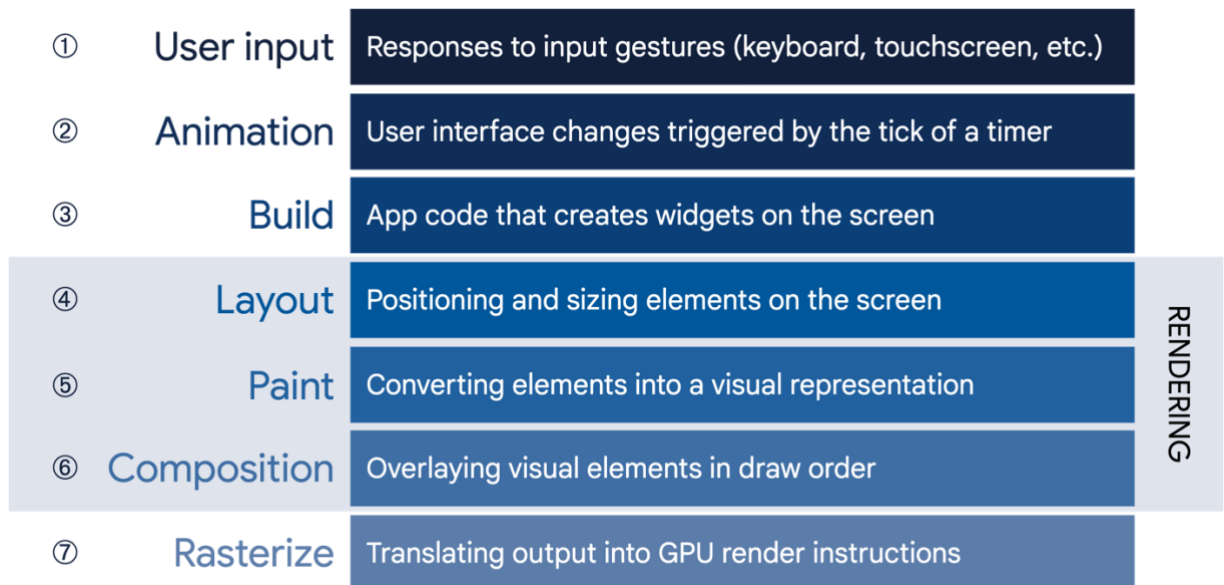 ① User input Responses to input gestures (keyboard, touchscreen, etc.)
② Animation User interface changes triggered by the tick of a timer
③ Build App code that creates widgets on the screen
④ Layout Positioning and sizing elements on the screen
⑤ Paint Converting elements into a visual representation
⑥ Composition Overlaying visual elements in draw order
RENDERING
⑦ Rasterize Translating output into GPU render instructions